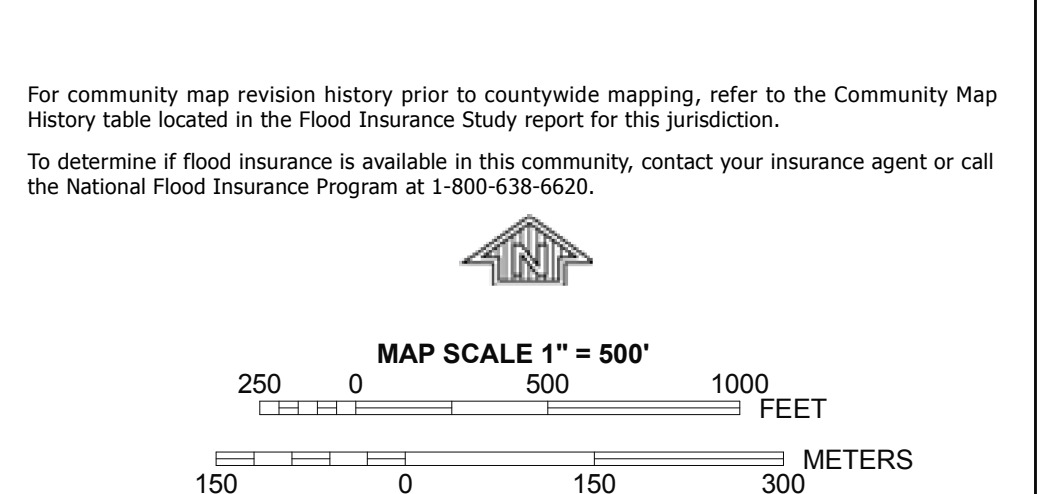 For community map revision history prior to countywide mapping, refer to the Community Map
History table located in the Flood Insurance Study report for this jurisdiction.
To determine if flood insurance is available in this community, contact your insurance agent or call
the National Flood Insurance Program at 1-800-638-6620.
N
MAP SCALE 1" = 500'
250 0 500 1000
FEET
METERS
150 0 150 300